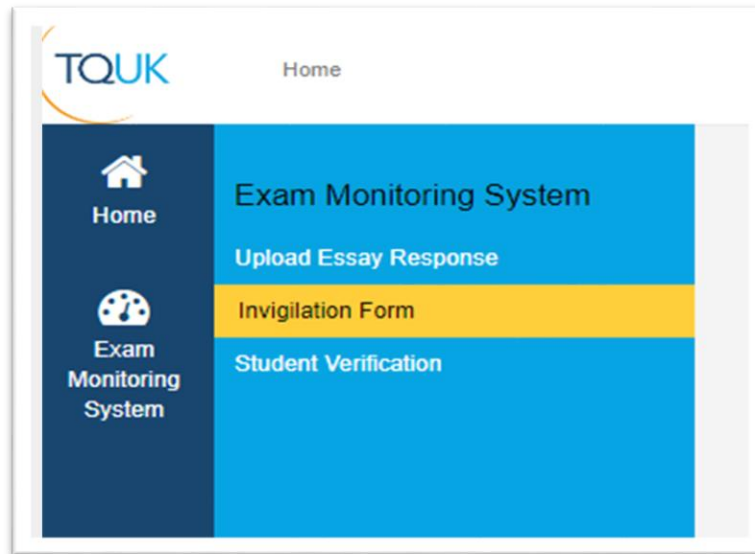 TQUK
Home
Home
Exam
Monitoring
System
Exam Monitoring System
Upload Essay Response
Invigilation Form
Student Verification